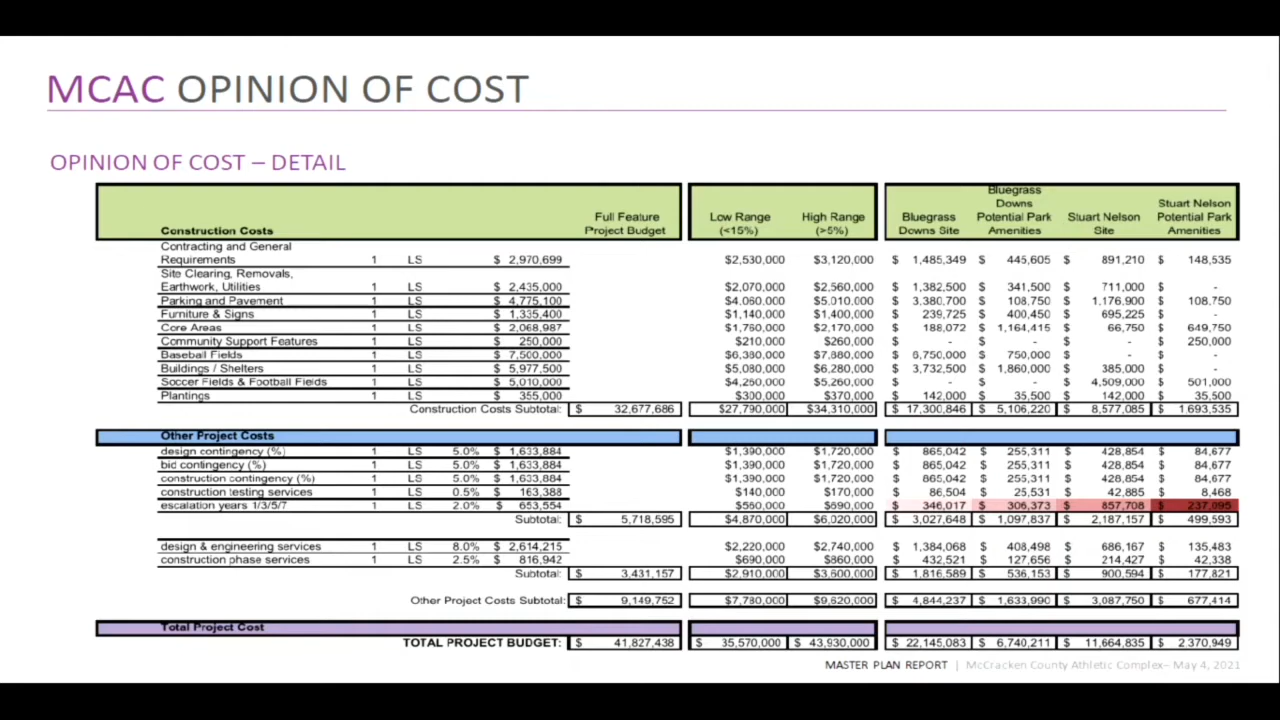 MCAC OPINION OF COST
OPINION OF COST – DETAIL
Construction Costs Full Feature Project Budget Low Range (<15%) High Range (>5%) Bluegrass Downs Site Bluegrass Downs Potential Park Amenities Stuart Nelson Site Stuart Nelson Potential Park Amenities
Contracting and General
Requirements 1 LS $ 2,970,699 $2,530,000 $3,120,000 $ 1,485,349 $ 445,605 $ 891,210 $ 148,535
Site Clearing, Removals,
Earthwork, Utilities 1 LS $ 2,435,000 $2,070,000 $2,560,000 $ 1,382,500 $ 341,500 $ 711,000 $ -
Parking and Pavement 1 LS $ 4,775,100 $4,060,000 $5,010,000 $ 3,380,700 $ 108,750 $ 1,176,900 $ 108,750
Furniture & Signs 1 LS $ 1,335,400 $1,140,000 $1,400,000 $ 239,725 $ 400,450 $ 695,225 $ -
Core Areas 1 LS $ 2,068,987 $1,760,000 $2,170,000 $ 188,072 $ 1,164,415 $ 66,750 $ 649,750
Community Support Features 1 LS $ 250,000 $210,000 $260,000 $ - $ - $ - $ 250,000
Baseball Fields 1 LS $ 7,500,000 $6,380,000 $7,880,000 $ 6,750,000 $ 750,000 $ - $ -
Buildings / Shelters 1 LS $ 5,977,500 $5,080,000 $6,280,000 $ 3,732,500 $ 1,860,000 $ 385,000 $ -
Soccer Fields & Football Fields 1 LS $ 5,010,000 $4,260,000 $5,260,000 $ - $ - $ 4,509,000 $ 501,000
Plantings 1 LS $ 355,000 $300,000 $370,000 $ 142,000 $ 35,500 $ 142,000 $ 35,500
Construction Costs Subtotal: $ 32,677,686 $27,790,000 $34,310,000 $ 17,300,846 $ 5,106,220 $ 8,577,085 $ 1,693,535
Other Project Costs
design contingency (%) 1 LS 5.0% $ 1,633,884 $1,390,000 $1,720,000 $ 865,042 $ 255,311 $ 428,854 $ 84,677
bid contingency (%) 1 LS 5.0% $ 1,633,884 $1,390,000 $1,720,000 $ 865,042 $ 255,311 $ 428,854 $ 84,677
construction contingency (%) 1 LS 5.0% $ 1,633,884 $1,390,000 $1,720,000 $ 865,042 $ 255,311 $ 428,854 $ 84,677
construction testing services 1 LS 0.5% $ 163,388 $140,000 $170,000 $ 86,504 $ 25,531 $ 42,885 $ 8,468
escalation years 1/3/5/7 1 LS 2.0% $ 653,554 $560,000 $690,000 $ 346,017 $ 306,373 $ 857,708 $ 237,095
Subtotal: $ 5,718,595 $4,870,000 $6,020,000 $ 3,027,648 $ 1,097,837 $ 2,187,157 $ 499,593
design & engineering services 1 LS 8.0% $ 2,614,215 $2,220,000 $2,740,000 $ 1,384,068 $ 408,498 $ 686,167 $ 135,483
construction phase services 1 LS 2.5% $ 816,942 $690,000 $860,000 $ 432,521 $ 127,656 $ 214,427 $ 42,338
Subtotal: $ 3,431,157 $2,910,000 $3,600,000 $ 1,816,589 $ 536,153 $ 900,594 $ 177,821
Other Project Costs Subtotal: $ 9,149,752 $7,780,000 $9,620,000 $ 4,844,237 $ 1,633,990 $ 3,087,750 $ 677,414
Total Project Cost
TOTAL PROJECT BUDGET: $ 41,827,438 $ 35,570,000 $ 43,930,000 $ 22,145,083 $ 6,740,211 $ 11,664,835 $ 2,370,949
MASTER PLAN REPORT | McCracken County Athletic Complex– May 4, 2021